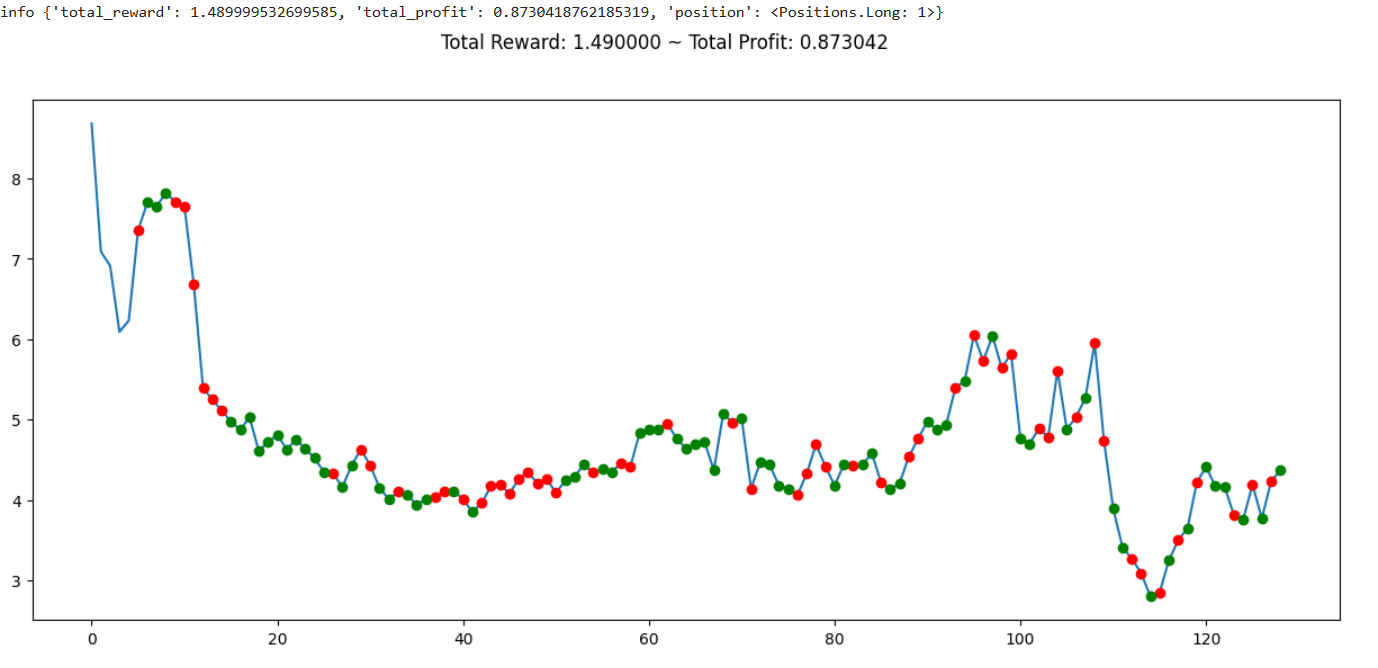 info {'total_reward': 1.489999532699585, 'total_profit': 0.8730418762185319, 'position': <Positions.Long: 1>}
Total Reward: 1.490000 ~ Total Profit: 0.873042
8
7
6
5
4
3
0 20 40 60 80 100 120